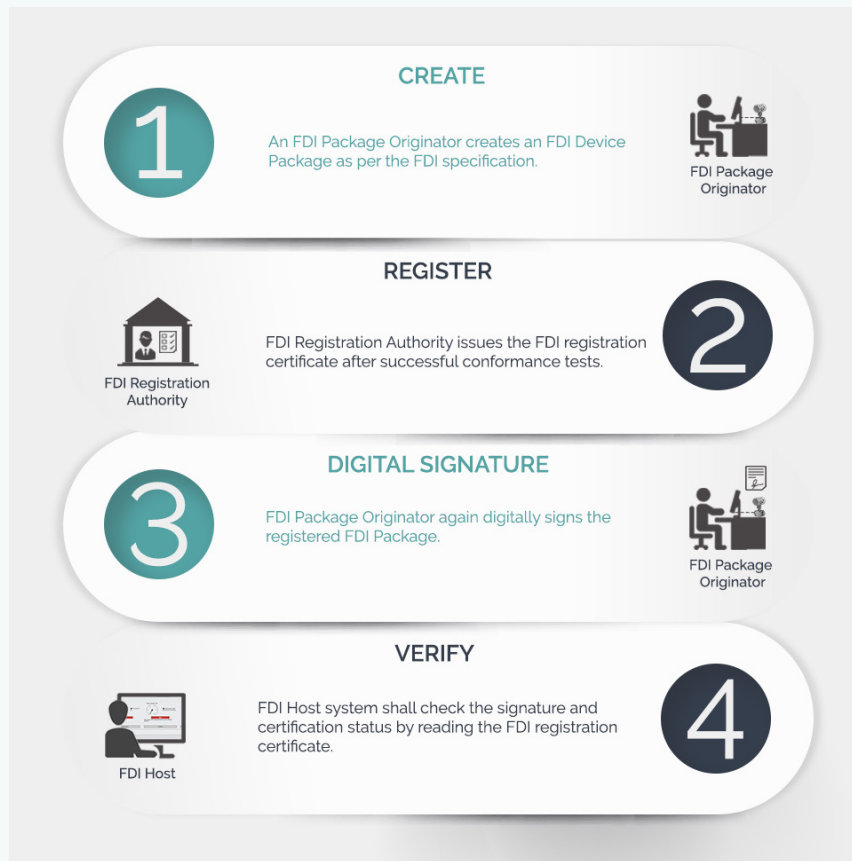 CREATE
1
An FDI Package Originator creates an FDI Device
Package as per the FDI specification.
FDI Package
Originator
REGISTER
FDI Registration Authority issues the FDI registration
certificate after successful conformance tests.
2
FDI Registration
Authority
DIGITAL SIGNATURE
3
FDI Package Originator again digitally signs the
registered FDI Package.
FDI Package
Originator
VERIFY
FDI Host system shall check the signature and
certification status by reading the FDI registration
certificate.
4
FDI Host